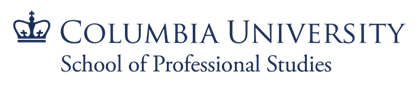 COLUMBIA UNIVERSITY
School of Professional Studies